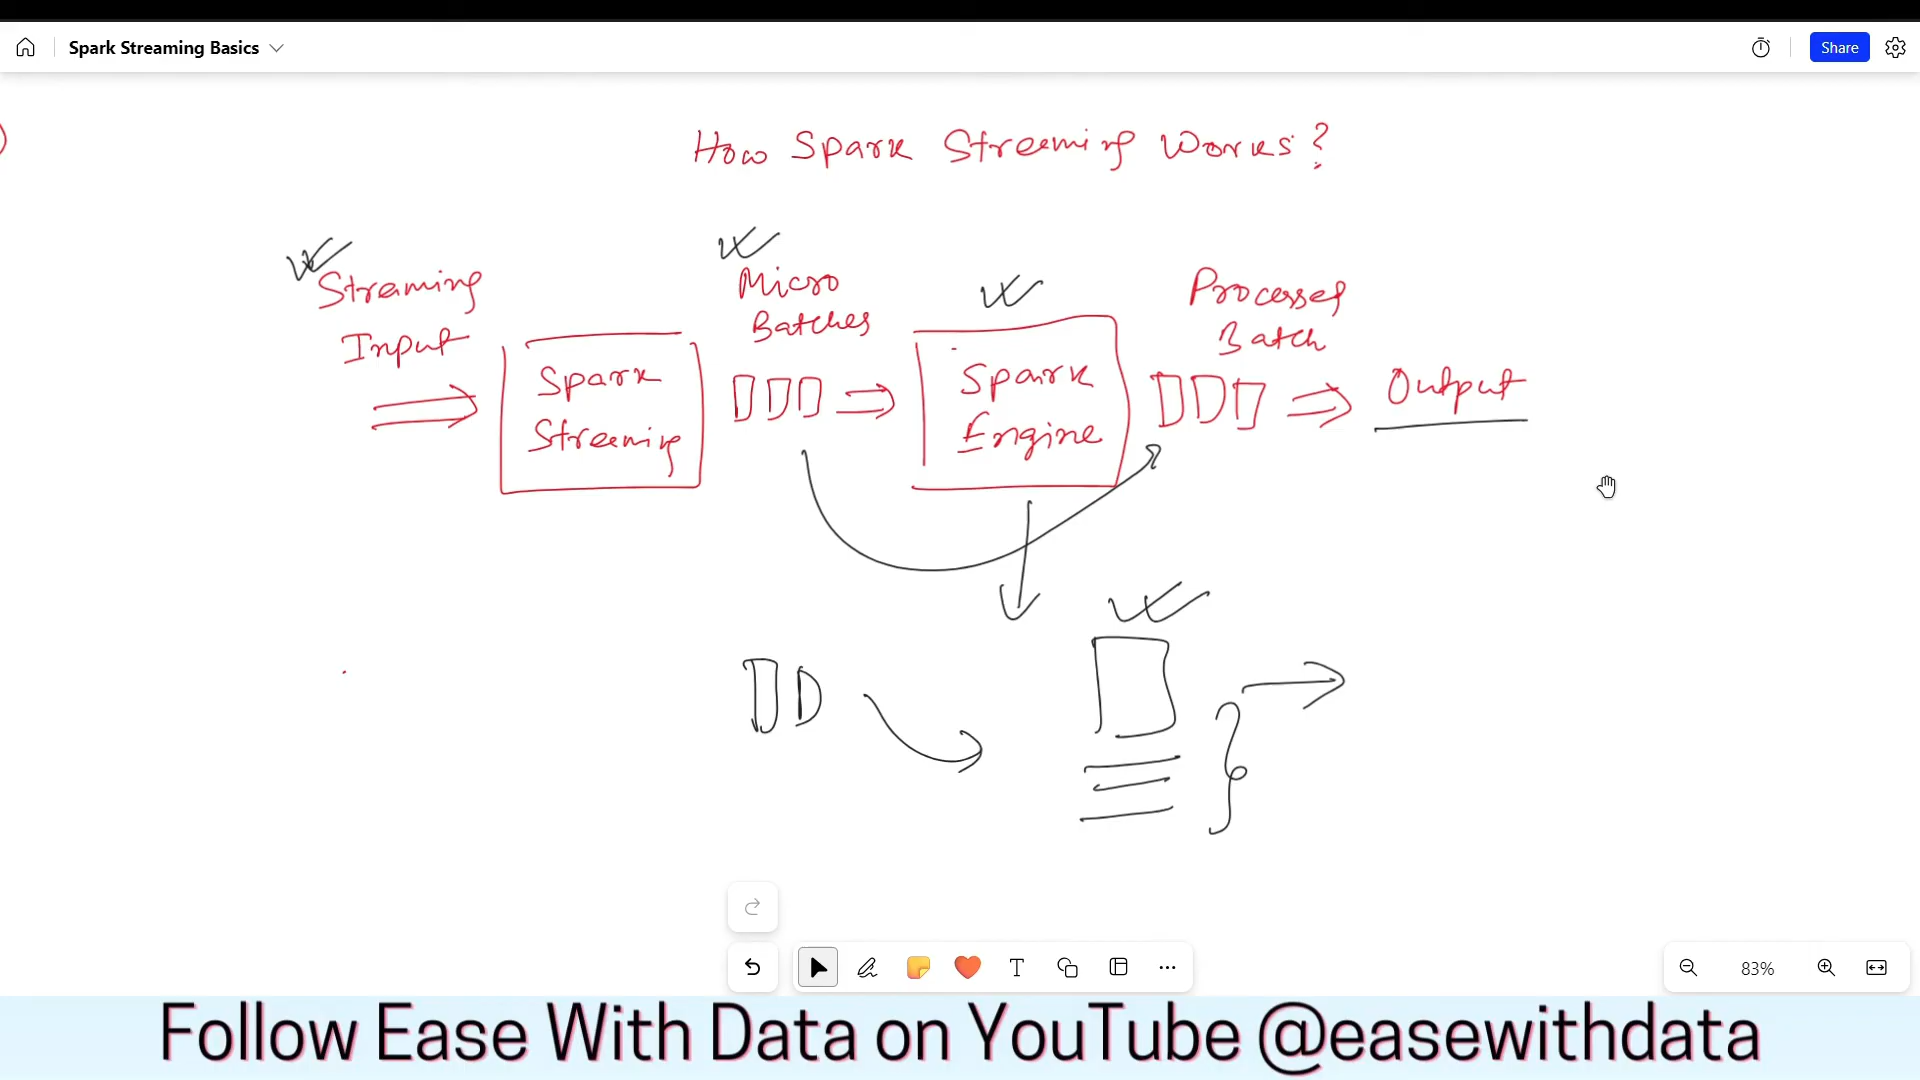 Spark Streaming Basics
Share
How Spark Streaming Works?
Streaming
Input
Micro
Batches
Processed
Batch
Spark
Streaming
Spark
Engine
Output
83%
Follow Ease With Data on YouTube @easewithdata